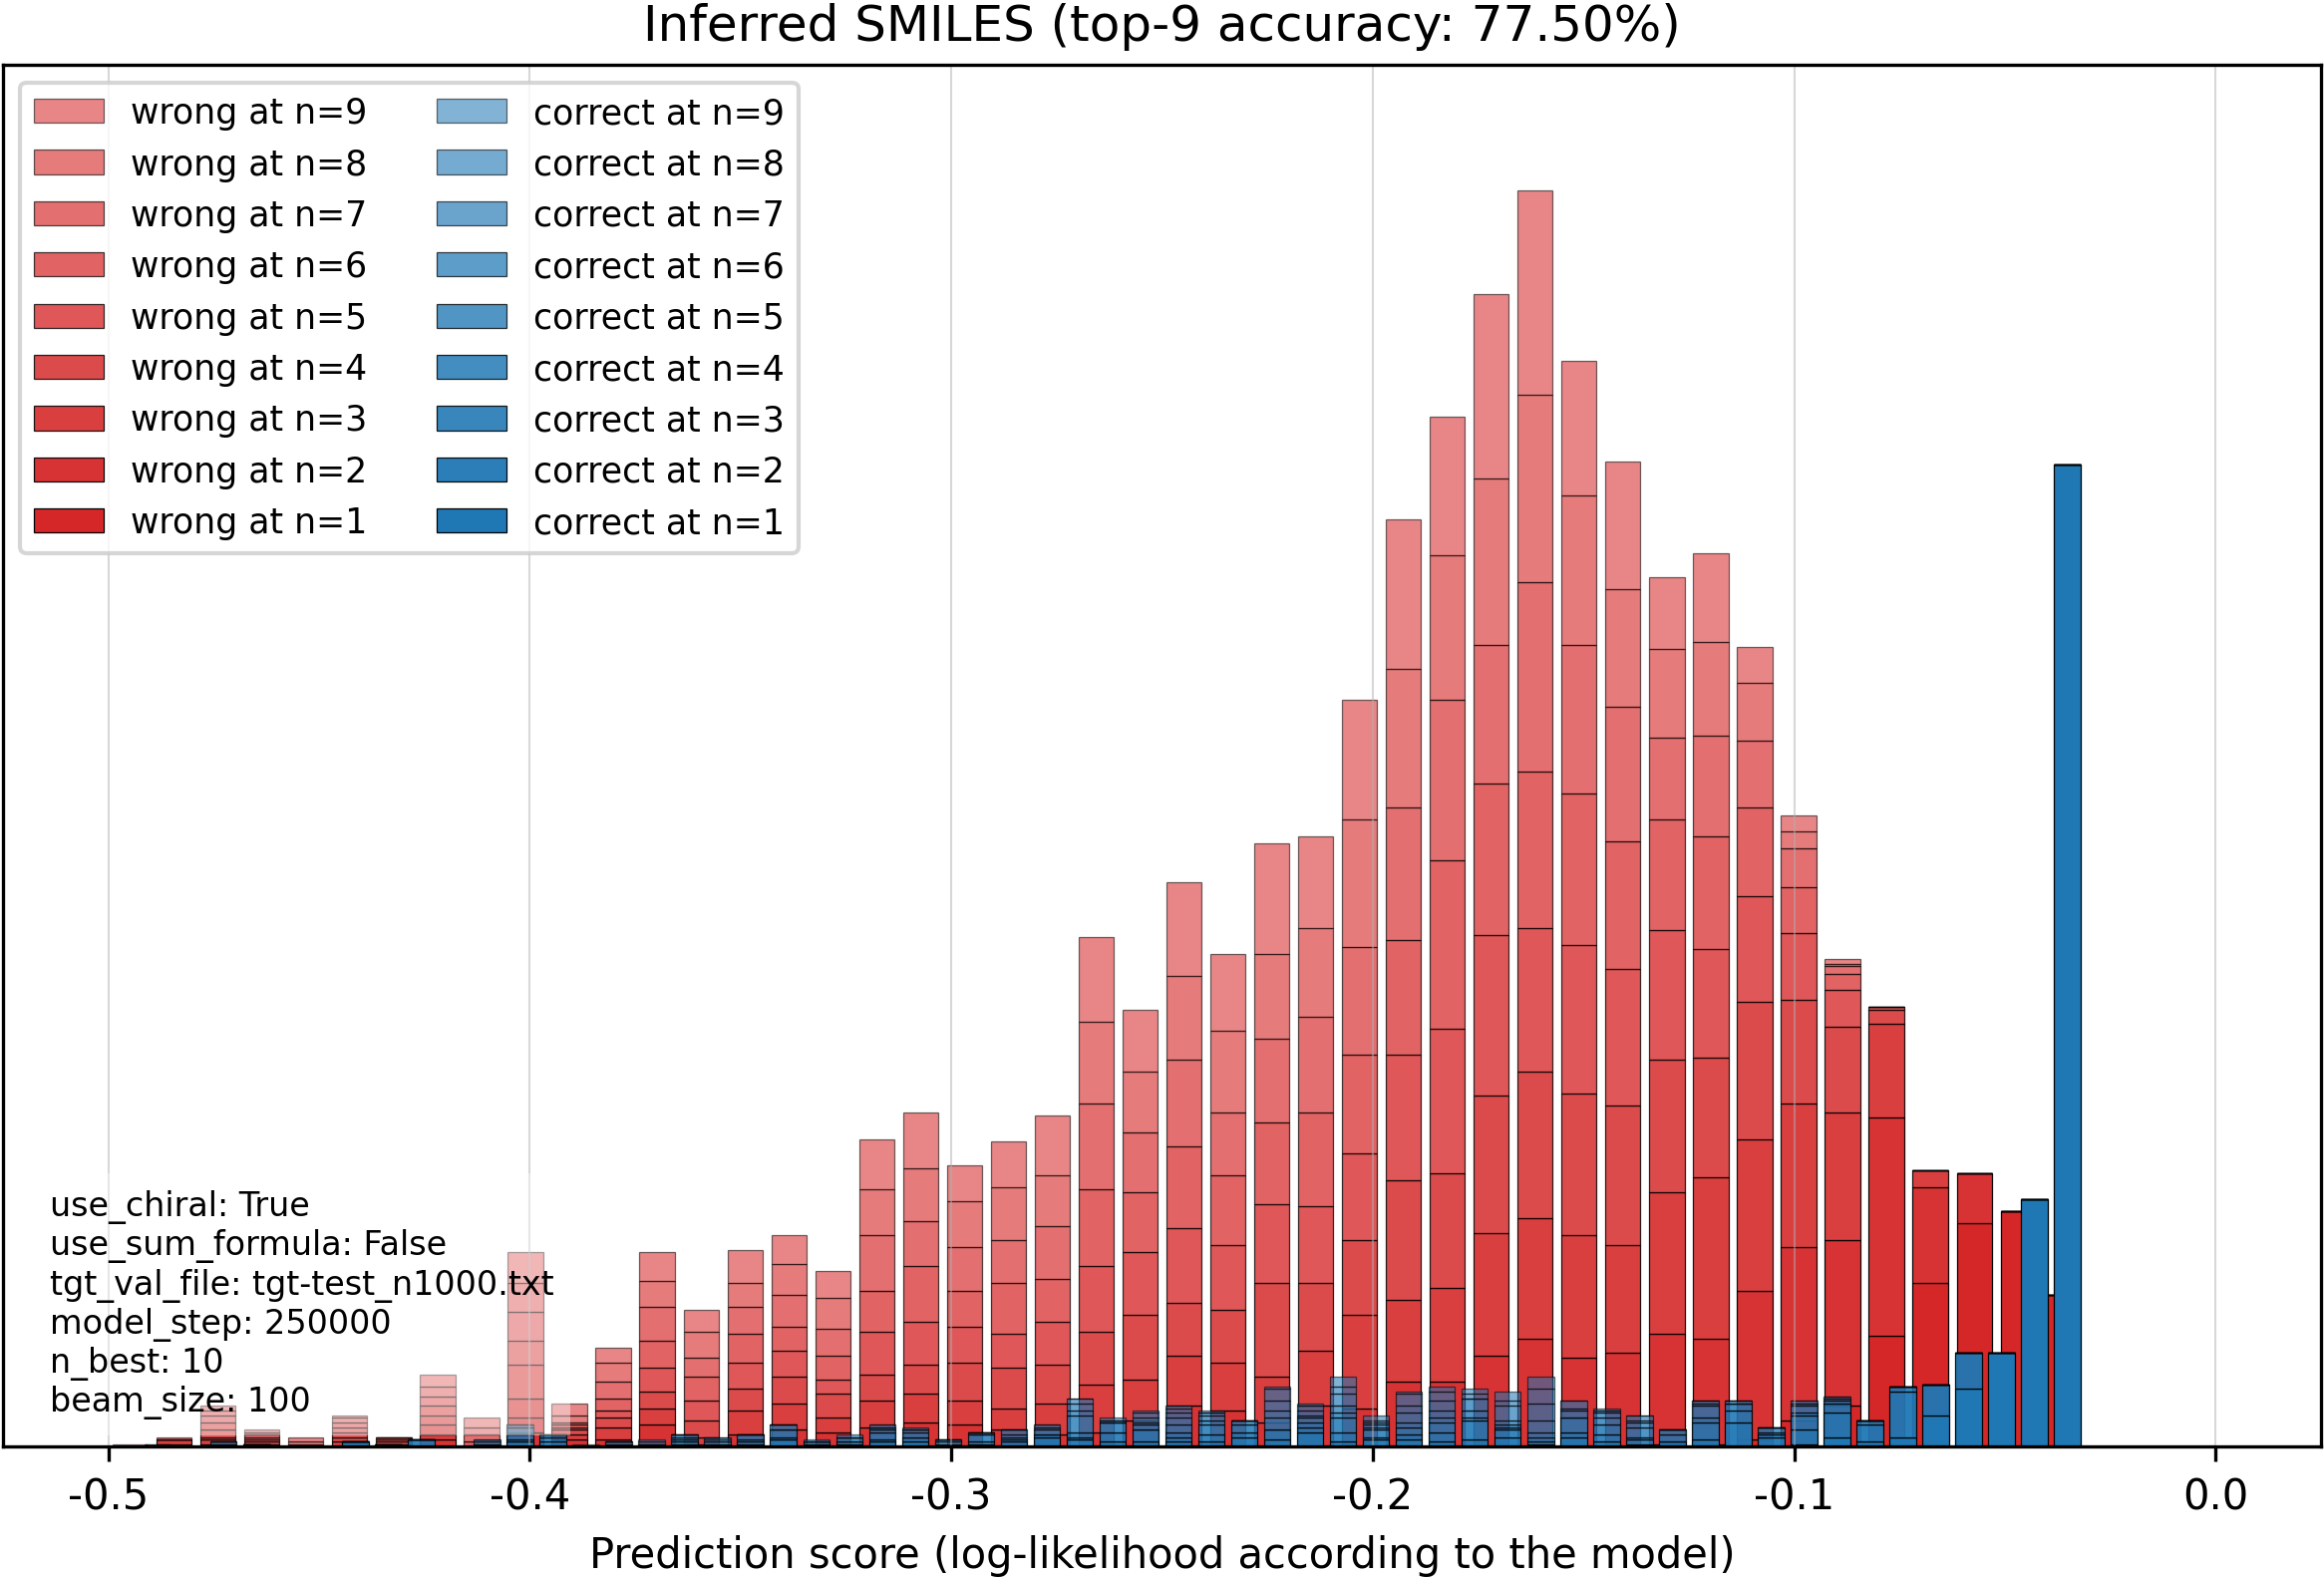 Inferred SMILES (top-9 accuracy: 77.50%)
wrong at n=9
wrong at n=8
wrong at n=7
wrong at n=6
wrong at n=5
wrong at n=4
wrong at n=3
wrong at n=2
wrong at n=1
correct at n=9
correct at n=8
correct at n=7
correct at n=6
correct at n=5
correct at n=4
correct at n=3
correct at n=2
correct at n=1
use_chiral: True
use_sum_formula: False
tgt_val_file: tgt-test_n1000.txt
model_step: 250000
n_best: 10
beam_size: 100
-0.5 -0.4 -0.3 -0.2 -0.1 0.0
Prediction score (log-likelihood according to the model)